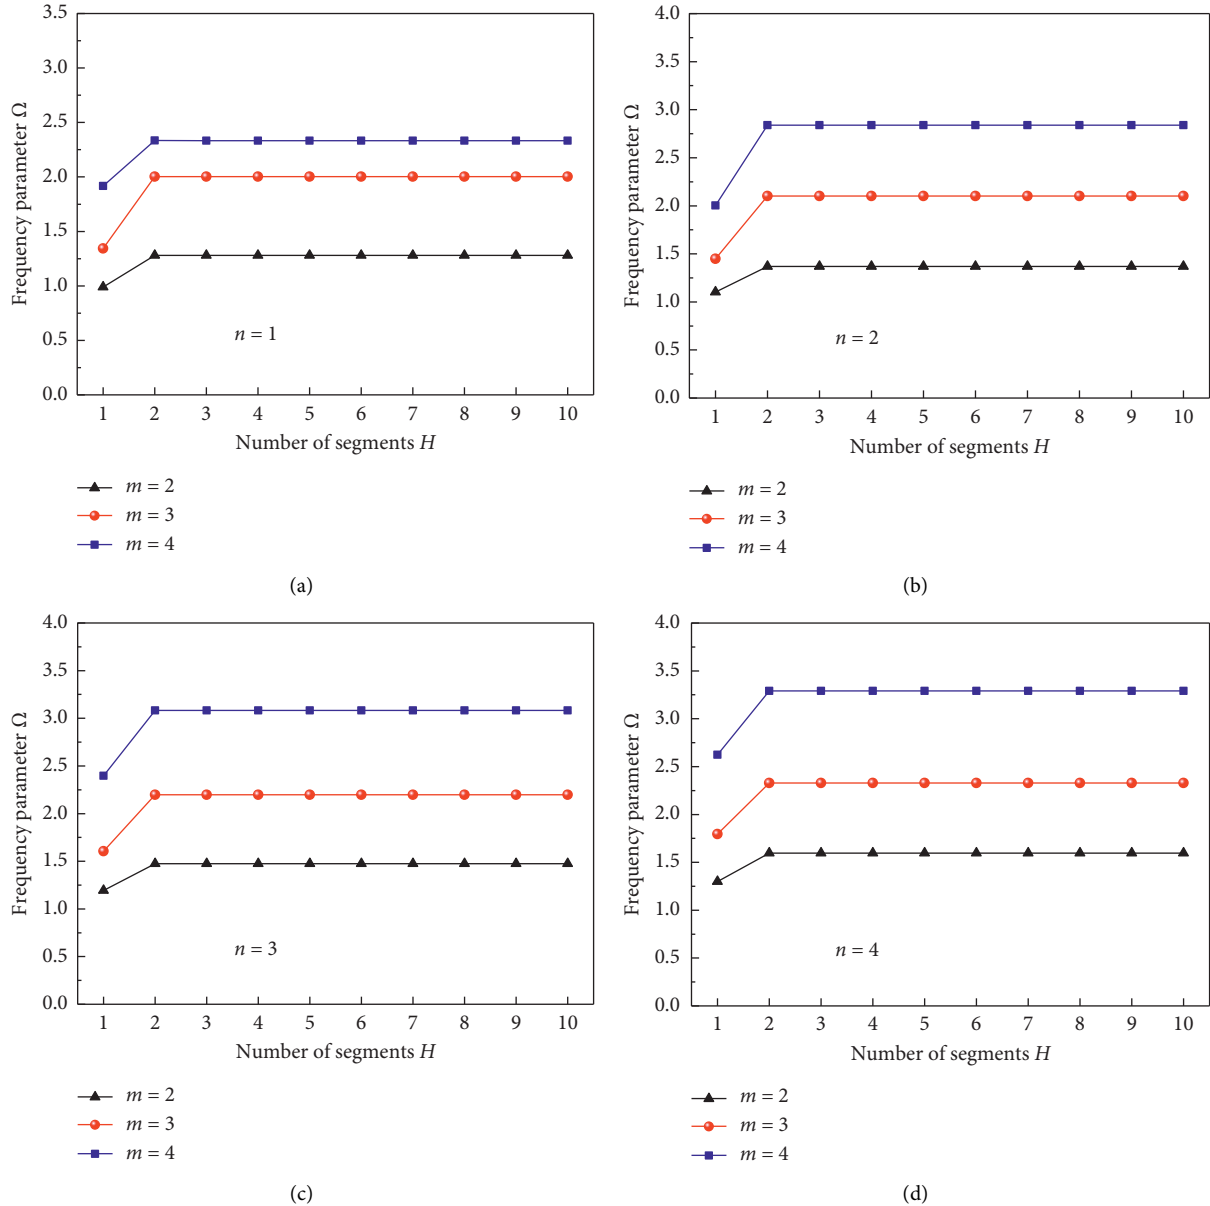 3.5
3.0
2.5
2.0
1.5
1.0
0.5
0.0
Frequency parameter Ω
n = 1
1 2 3 4 5 6 7 8 9 10
Number of segments H
m = 2
m = 3
m = 4
(a)
4.0
3.5
3.0
2.5
2.0
1.5
1.0
0.5
0.0
Frequency parameter Ω
n = 2
1 2 3 4 5 6 7 8 9 10
Number of segments H
m = 2
m = 3
m = 4
(b)
4.0
3.5
3.0
2.5
2.0
1.5
1.0
0.5
0.0
Frequency parameter Ω
n = 3
1 2 3 4 5 6 7 8 9 10
Number of segments H
m = 2
m = 3
m = 4
(c)
4.0
3.5
3.0
2.5
2.0
1.5
1.0
0.5
0.0
Frequency parameter Ω
n = 4
1 2 3 4 5 6 7 8 9 10
Number of segments H
m = 2
m = 3
m = 4
(d)